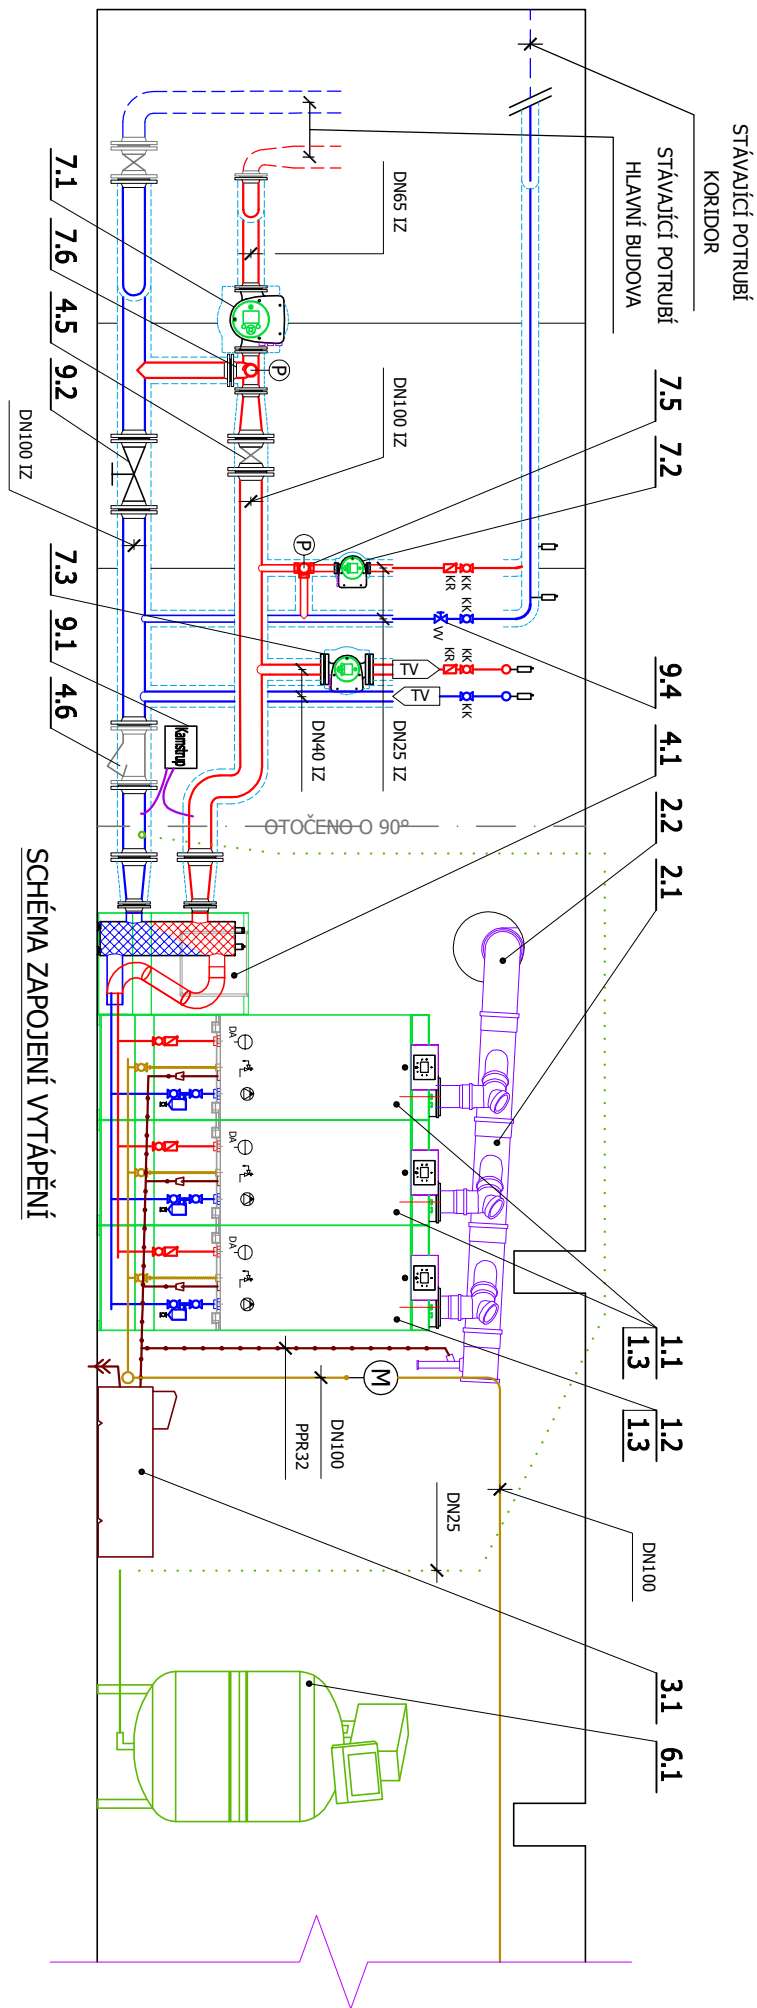 STÁVAJÍCÍ POTRUBÍ
KORIDOR
STÁVAJÍCÍ POTRUBÍ
HLAVNÍ BUDOVA
DN65 IZ
7.1
7.6
4.5
9.2
DN100 IZ
DN100 IZ
P
P
7.5
7.2
7.3
9.1
4.6
KR
KK
KK
VV
KR
KK
KK
TV
TV
DN25 IZ
DN40 IZ
Kamstrup
9.4
4.1
2.2
2.1
OTOČENO O 90°
DA
DA
DA
1.1
1.3
1.2
1.3
M
DN100
PPR32
DN25
DN100
3.1
6.1
SCHÉMA ZAPOJENÍ VYTÁPĚNÍ